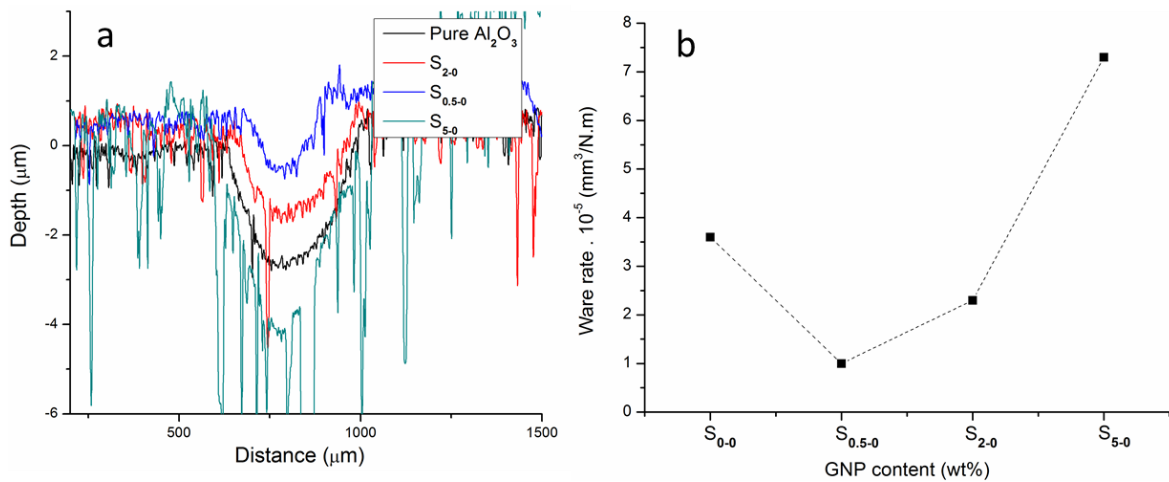 a
Pure Al₂O₃
S₂₋₀
S₀.₅₋₀
S₅₋₀
2
0
-2
-4
-6
Depth (μm)
500
1000
1500
Distance (μm)
b
8
7
6
5
4
3
2
1
0
Ware rate . 10⁻⁵ (mm³/N.m)
S₀₋₀
S₀.₅₋₀
S₂₋₀
S₅₋₀
GNP content (wt%)